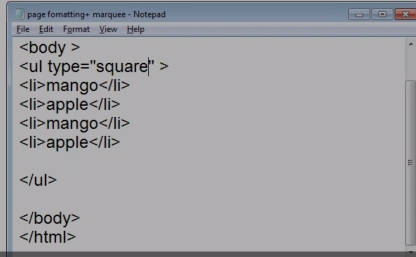 page fomatting+ marquee - Notepad
File Edit Format View Help
<body >
<ul type="square" >
<li>mango</li>
<li>apple</li>
<li>mango</li>
<li>apple</li>
</ul>
</body>
</html>